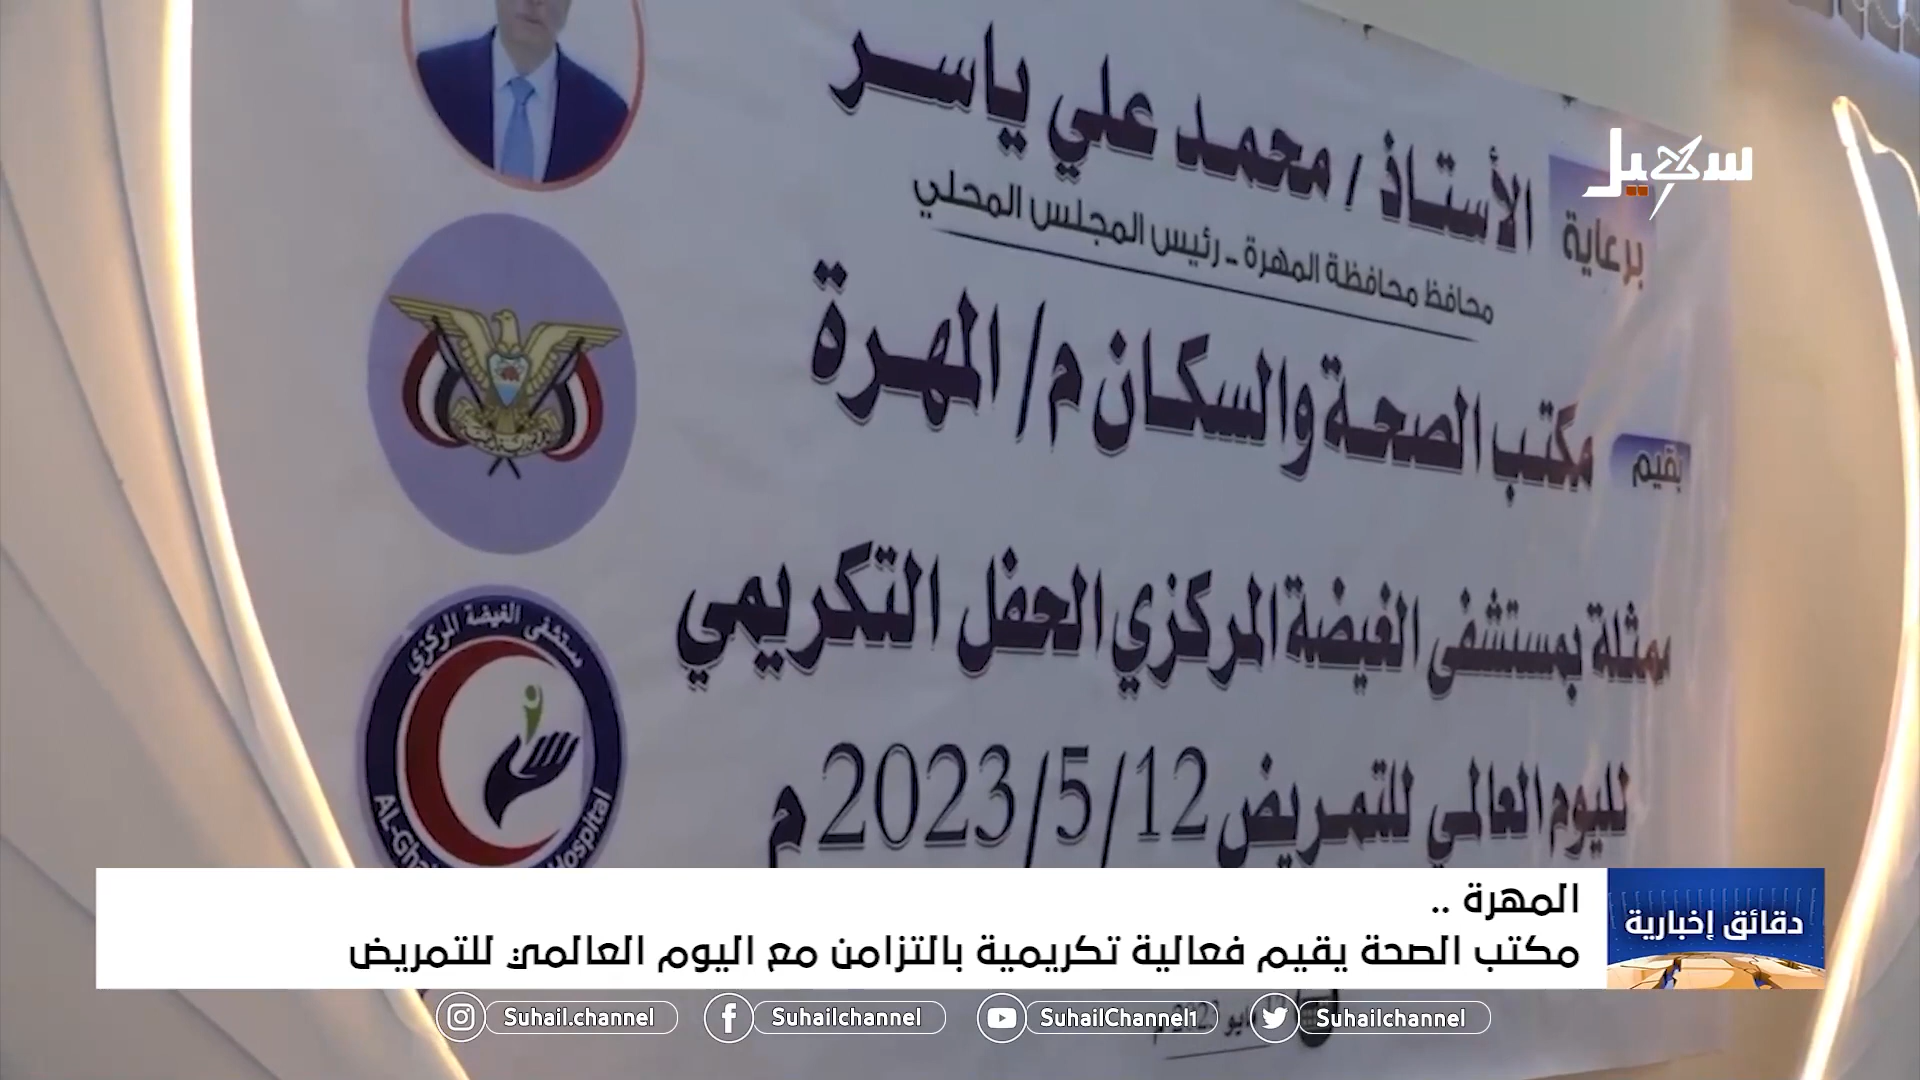 سهيل
برعاية الأستاذ / محمد علي ياسر
محافظ محافظة المهرة - رئيس المجلس المحلي
يقيم مكتب الصحة والسكان م/ المهرة
ممثلة بمستشفى الغيضة المركزي الحفل التكريمي
لليوم العالمي للتمريض 2023/5/12 م
مستشفى الغيضة المركزي
Hospital
المهرة ..
مكتب الصحة يقيم فعالية تكريمية بالتزامن مع اليوم العالمي للتمريض
دقائق إخبارية
Suhail.channel
Suhailchannel
SuhailChannel1
Suhailchannel